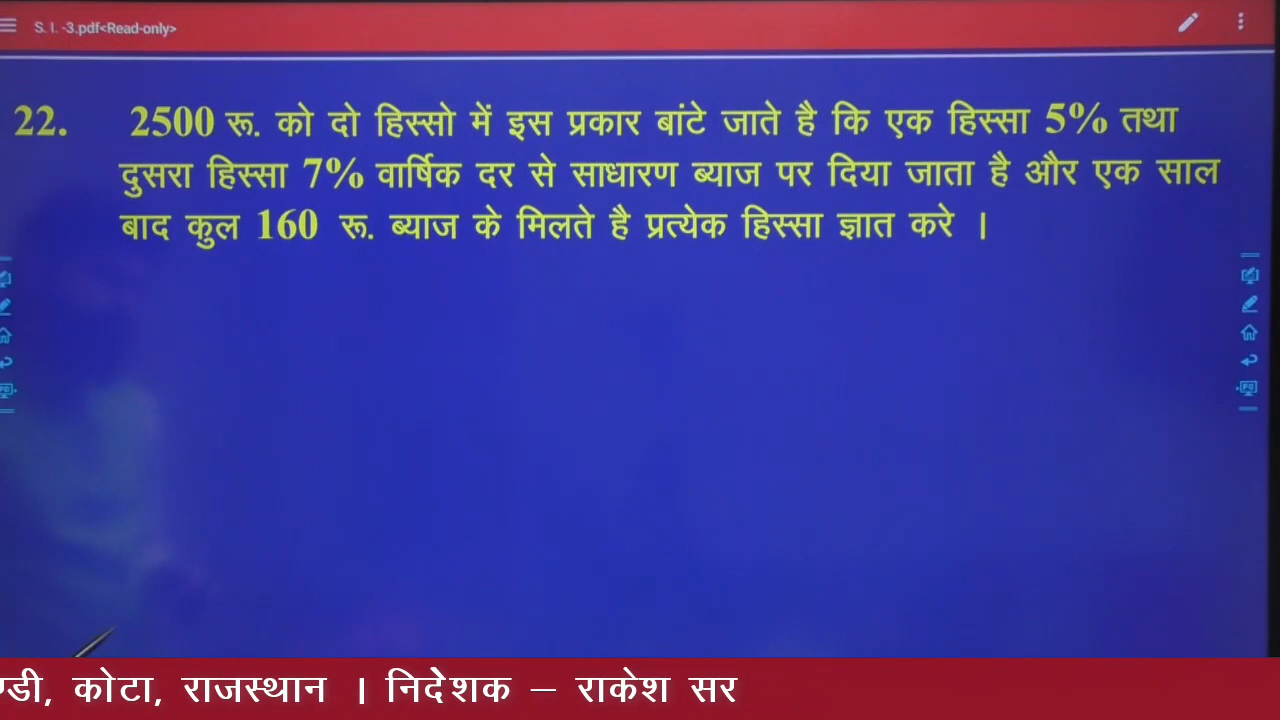 S. I. -3.pdf<Read-only>
22. 2500 रू. को दो हिस्सो में इस प्रकार बांटे जाते है कि एक हिस्सा 5% तथा
दुसरा हिस्सा 7% वार्षिक दर से साधारण ब्याज पर दिया जाता है और एक साल
बाद कुल 160 रू. ब्याज के मिलते है प्रत्येक हिस्सा ज्ञात करे ।
कोटा, राजस्थान । निदेशक – राकेश सर